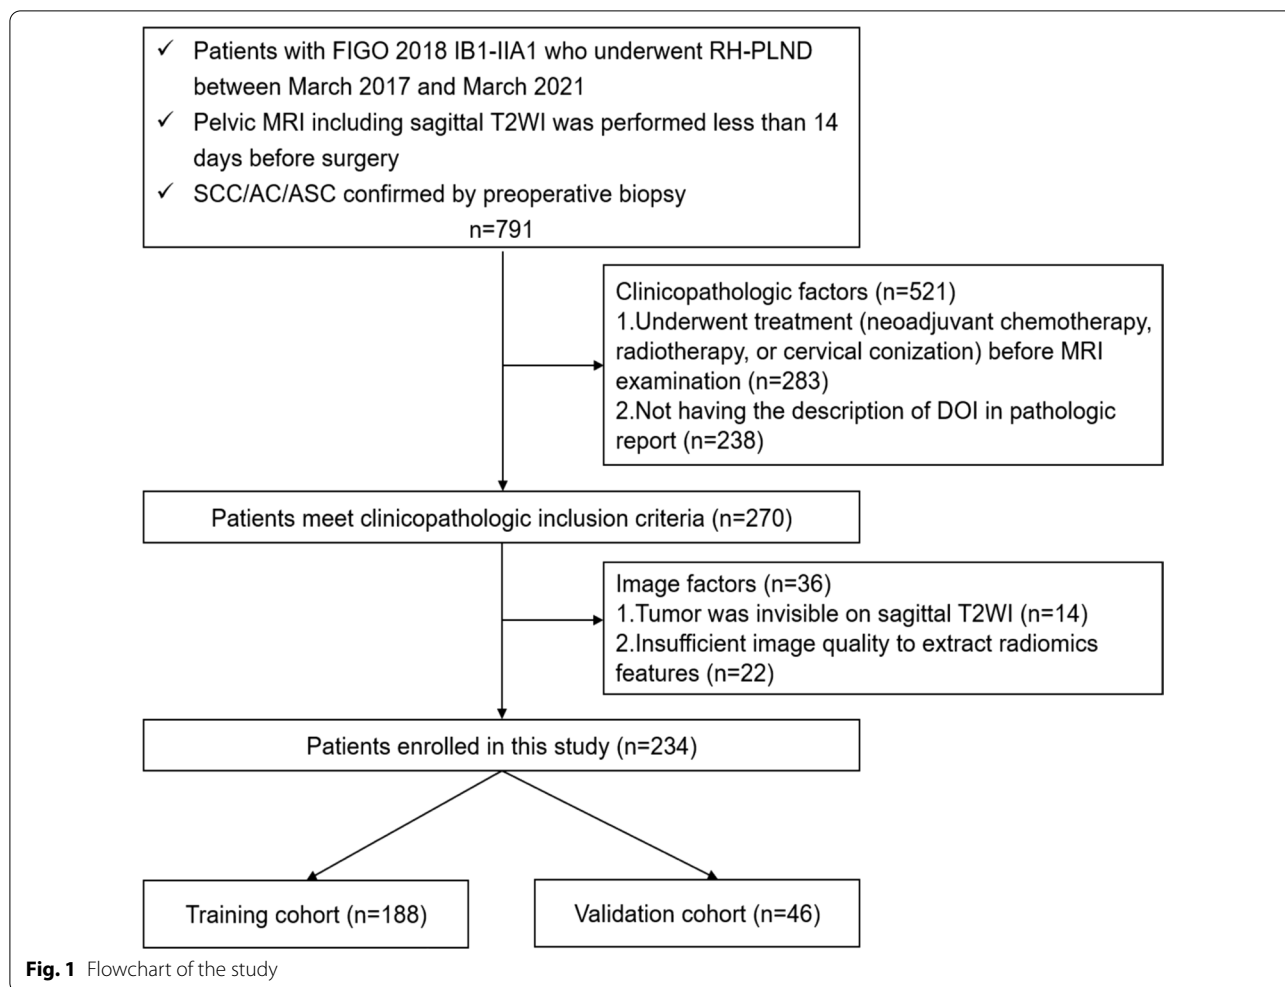 ✓ Patients with FIGO 2018 IB1-IIA1 who underwent RH-PLND
between March 2017 and March 2021
✓ Pelvic MRI including sagittal T2WI was performed less than 14
days before surgery
✓ SCC/AC/ASC confirmed by preoperative biopsy
n=791
Clinicopathologic factors (n=521)
1.Underwent treatment (neoadjuvant chemotherapy,
radiotherapy, or cervical conization) before MRI
examination (n=283)
2.Not having the description of DOI in pathologic
report (n=238)
Patients meet clinicopathologic inclusion criteria (n=270)
Image factors (n=36)
1.Tumor was invisible on sagittal T2WI (n=14)
2.Insufficient image quality to extract radiomics
features (n=22)
Patients enrolled in this study (n=234)
Training cohort (n=188)
Validation cohort (n=46)
Fig. 1 Flowchart of the study